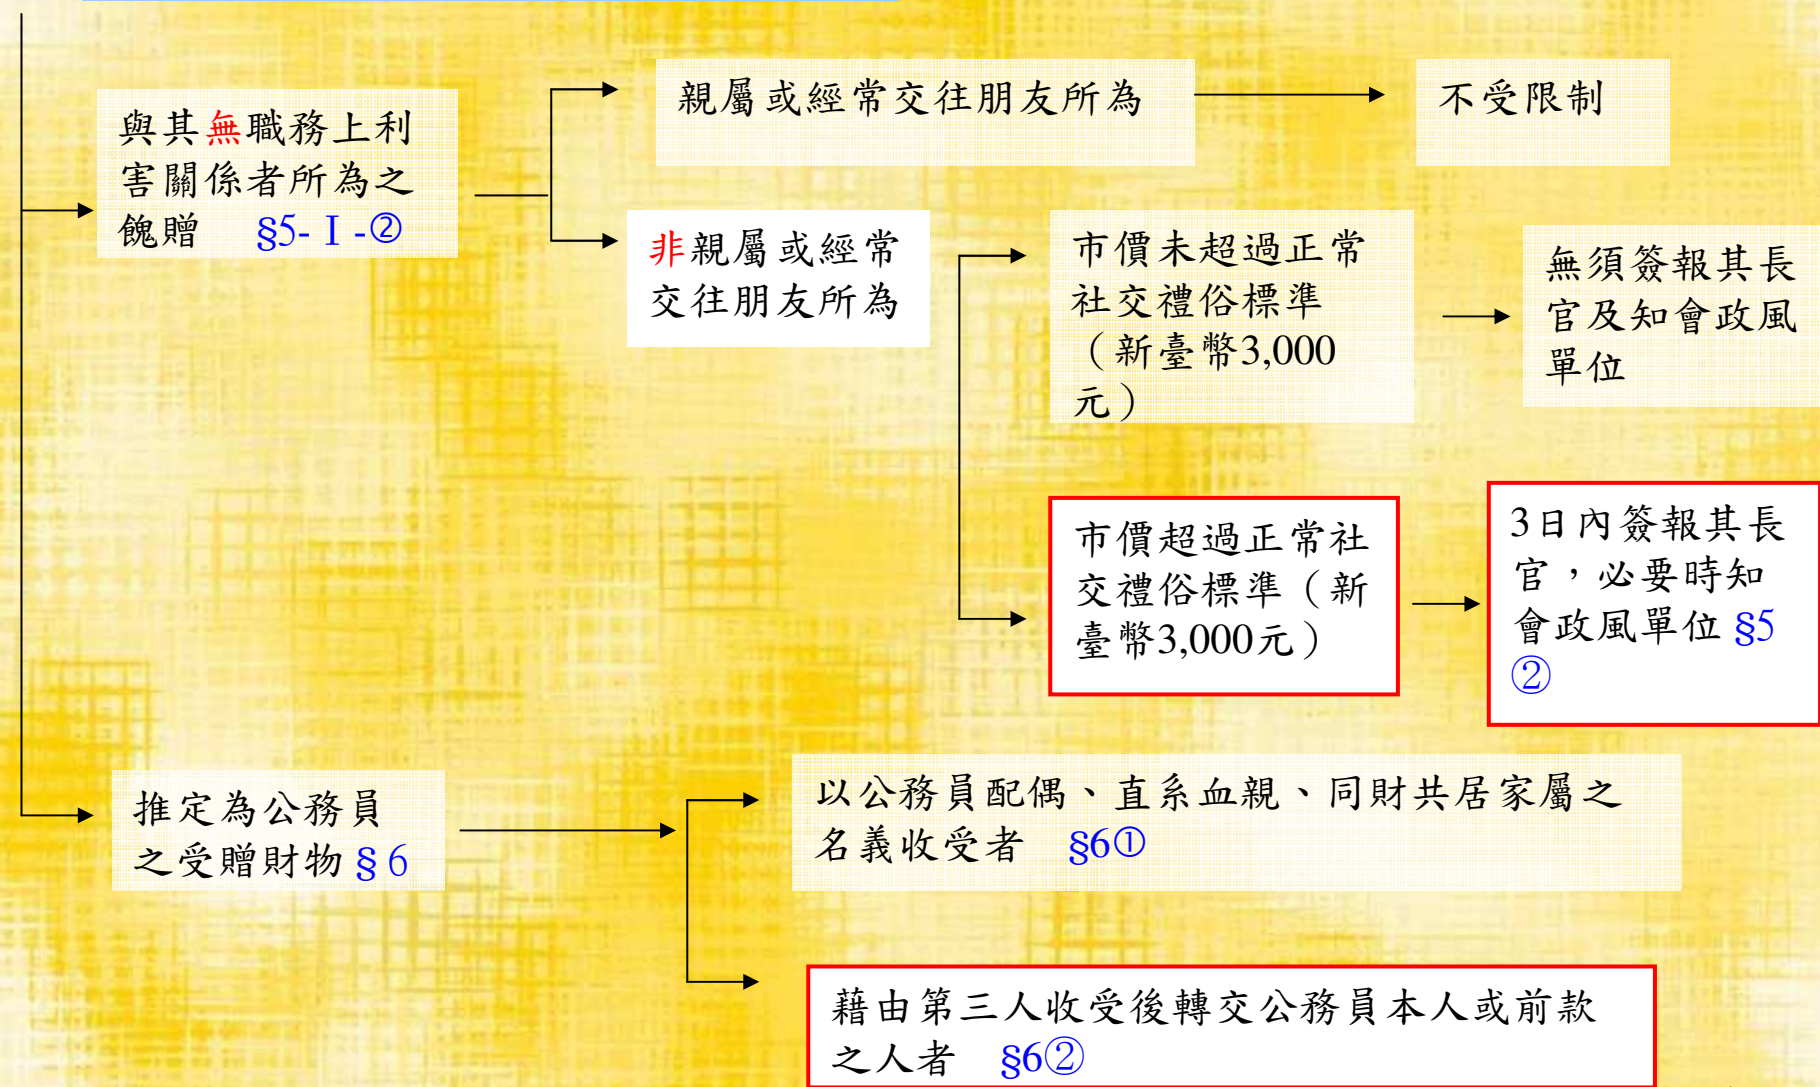 與其無職務上利
害關係者所為之
餽贈 §5-Ⅰ-②
親屬或經常交往朋友所為
不受限制
非親屬或經常
交往朋友所為
市價未超過正常
社交禮俗標準
（新臺幣3,000
元）
無須簽報其長
官及知會政風
單位
市價超過正常社
交禮俗標準（新
臺幣3,000元）
3日內簽報其長
官，必要時知
會政風單位 §5
②
推定為公務員
之受贈財物 § 6
以公務員配偶、直系血親、同財共居家屬之
名義收受者 §6①
藉由第三人收受後轉交公務員本人或前款
之人者 §6②